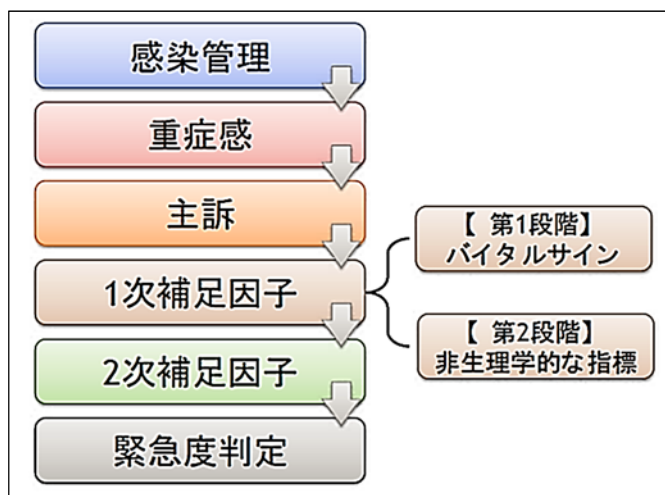 感染管理
重症感
主訴
1次補足因子
【 第1段階】
バイタルサイン
【 第2段階】
非生理学的な指標
2次補足因子
緊急度判定